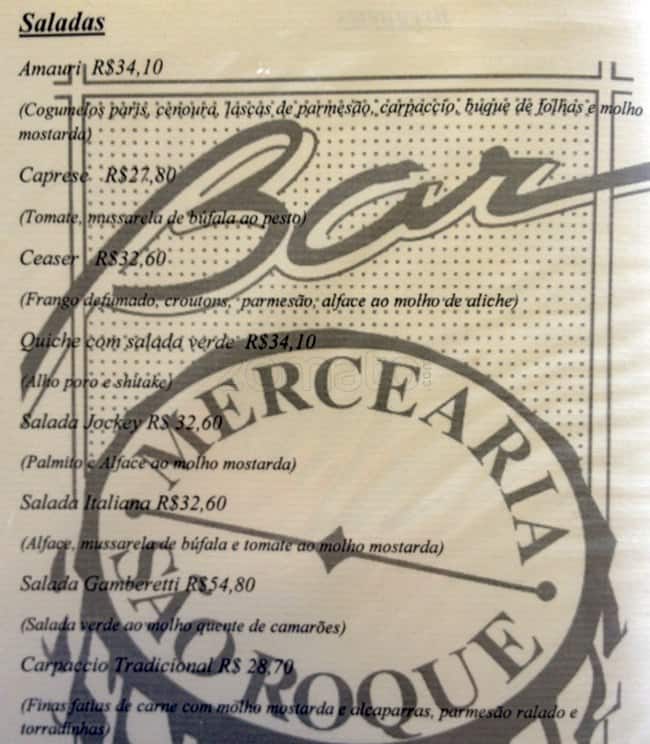 Saladas
Amauri R$34,10
(Cogumelos paris, cenoura, lascas de parmesão, carpaccio, buque de folhas e molho
mostarda)
Caprese R$27,80
(Tomate, mussarela de búfala ao pesto)
Ceaser R$32,60
(Frango defumado, croutons, parmesão, alface ao molho de aliche)
Quiche com salada verde R$34,10
(Alho poro e shitake)
Salada Jockey R$ 32,60
(Palmito e Alface ao molho mostarda)
Salada Italiana R$32,60
(Alface, mussarela de búfala e tomate ao molho mostarda)
Salada Gamberetti R$54,80
(Salada verde ao molho quente de camarões)
Carpaccio Tradicional R$ 28,70
(Finas fatias de carne com molho mostarda e alcaparras, parmesão ralado e
torradinhas)
Bar
MERCEARIA
SÃO ROQUE